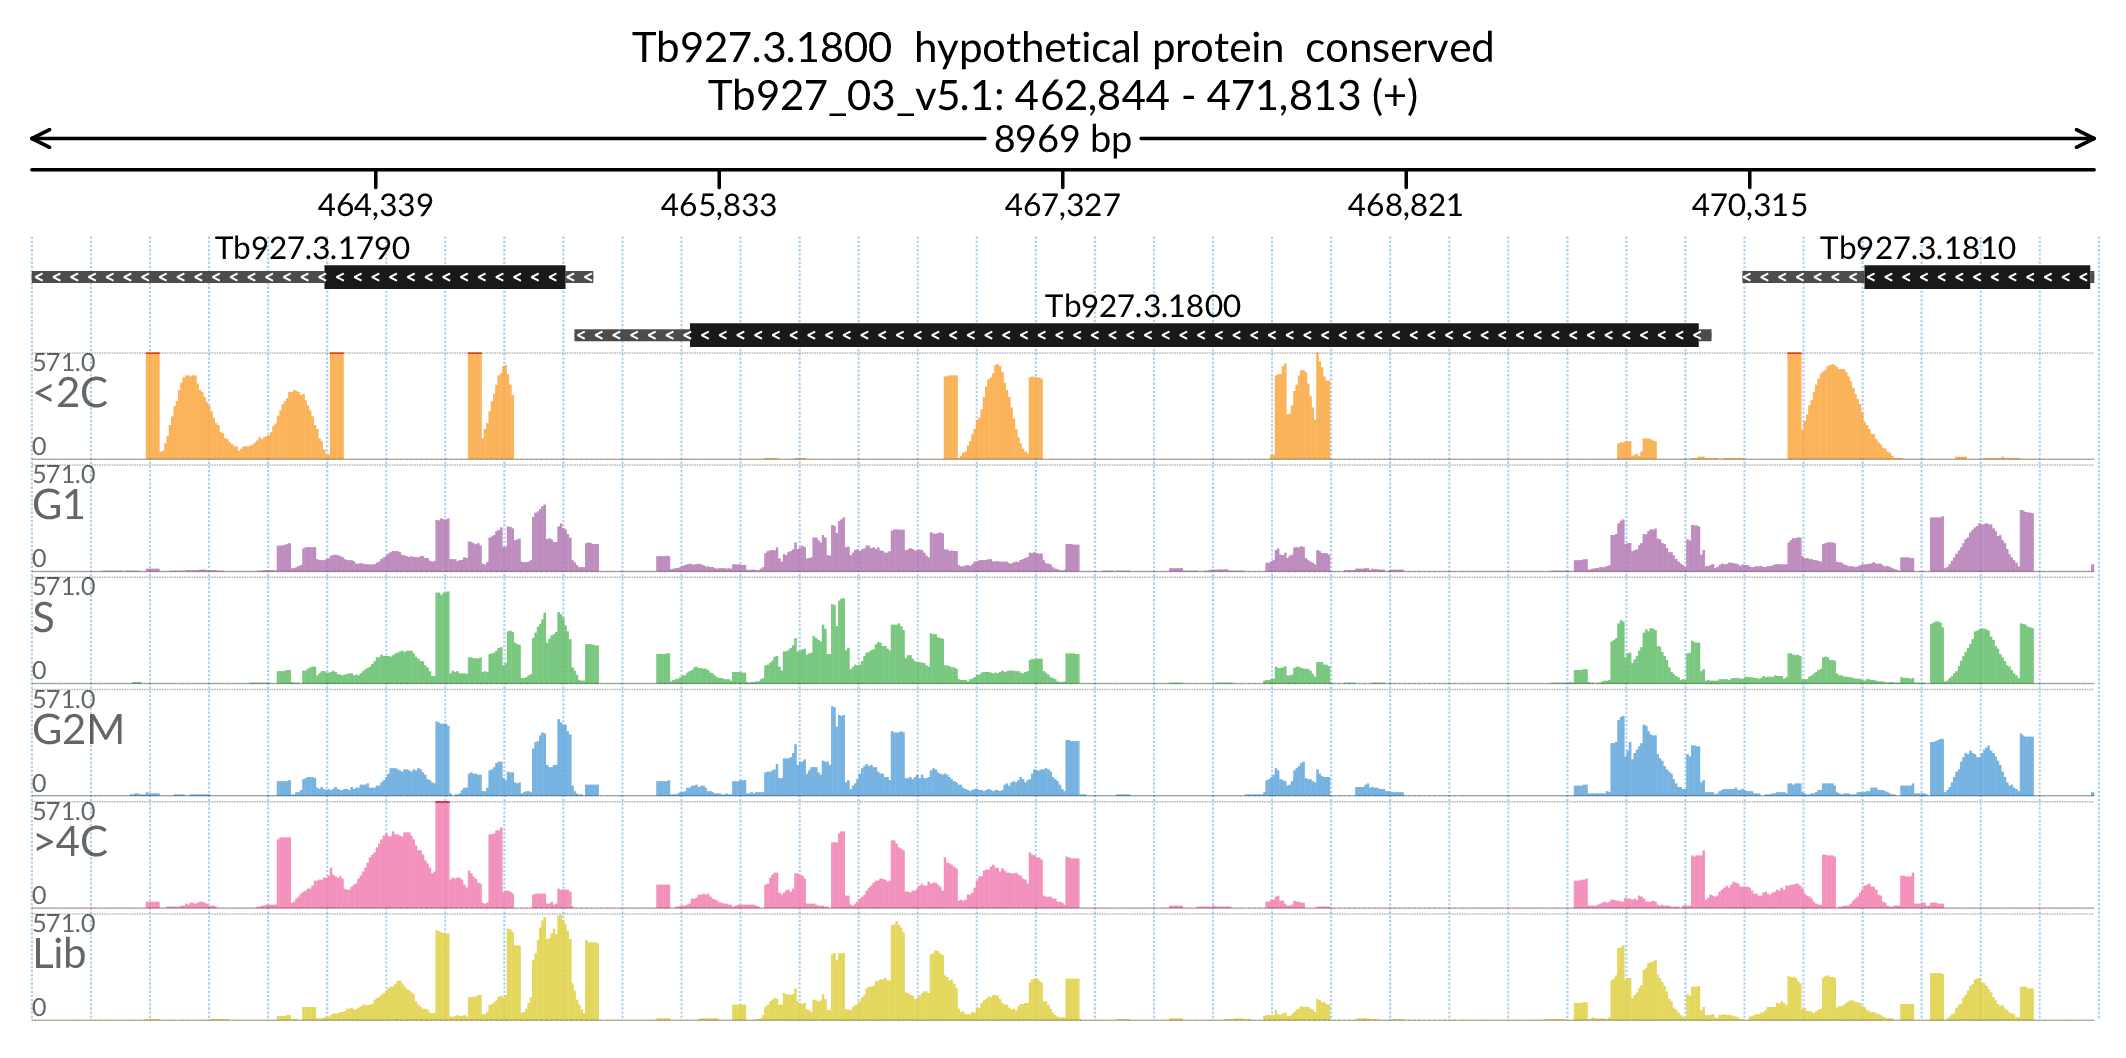 Tb927.3.1800 hypothetical protein conserved
Tb927_03_v5.1: 462,844 - 471,813 (+)
8969 bp
464,339 465,833 467,327 468,821 470,315
Tb927.3.1790 Tb927.3.1810
Tb927.3.1800
571.0
<2C
0
571.0
G1
0
571.0
S
0
571.0
G2M
0
571.0
>4C
0
571.0
Lib
0